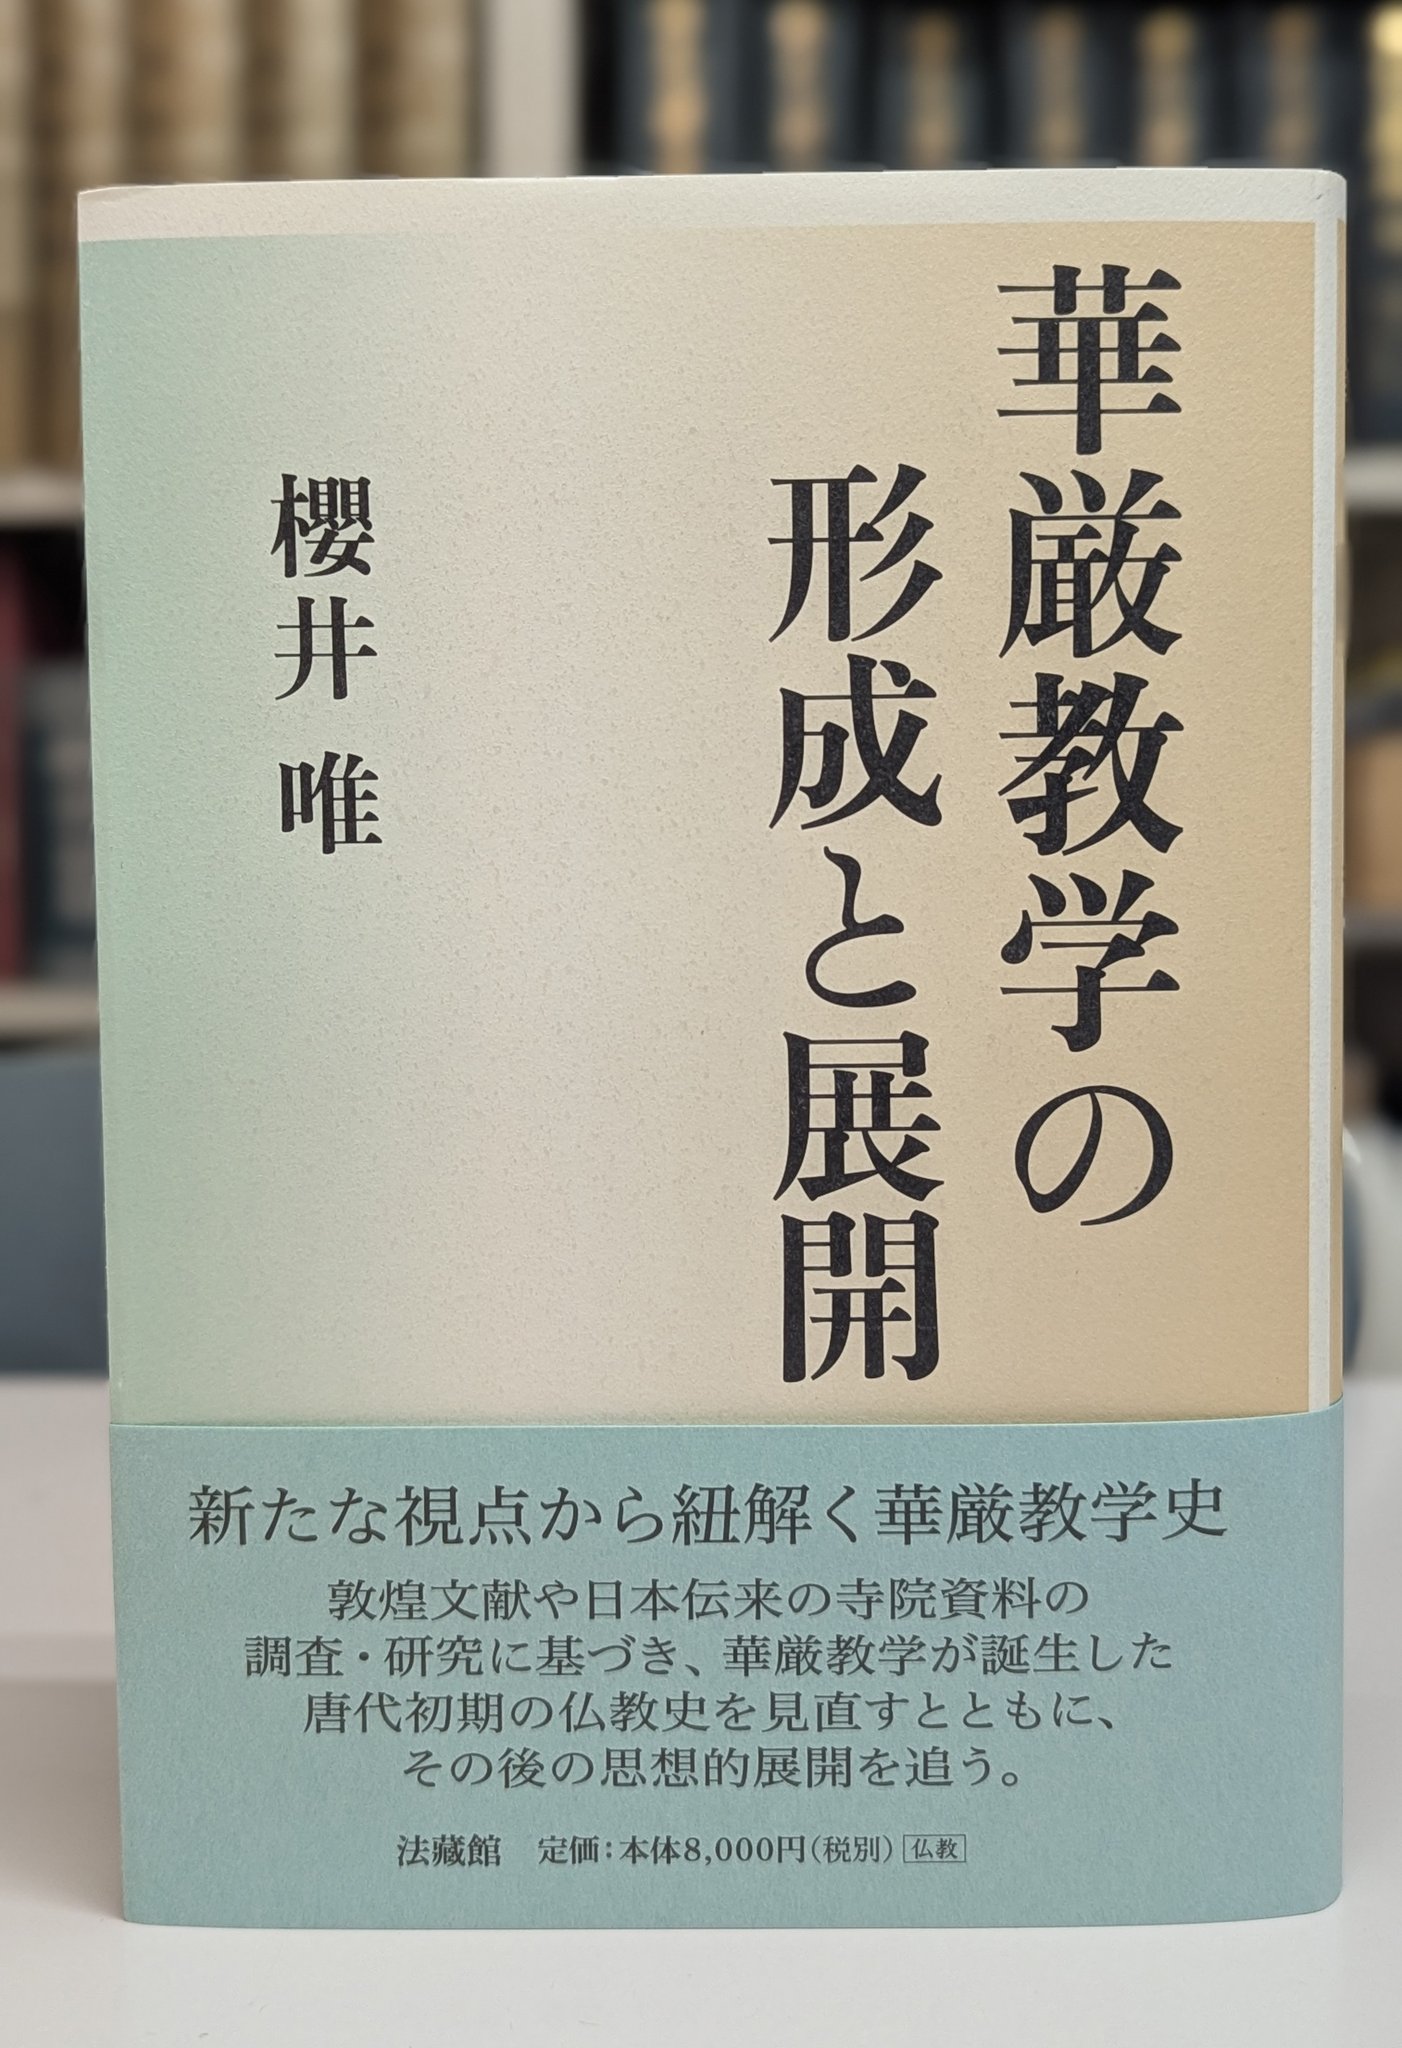 華厳教学の
形成と展開
櫻井 唯
新たな視点から紐解く華厳教学史
敦煌文献や日本伝来の寺院資料の
調査・研究に基づき、華厳教学が誕生した
唐代初期の仏教史を見直すとともに、
その後の思想的展開を追う。
法藏館 定価：本体8,000円（税別） 仏教